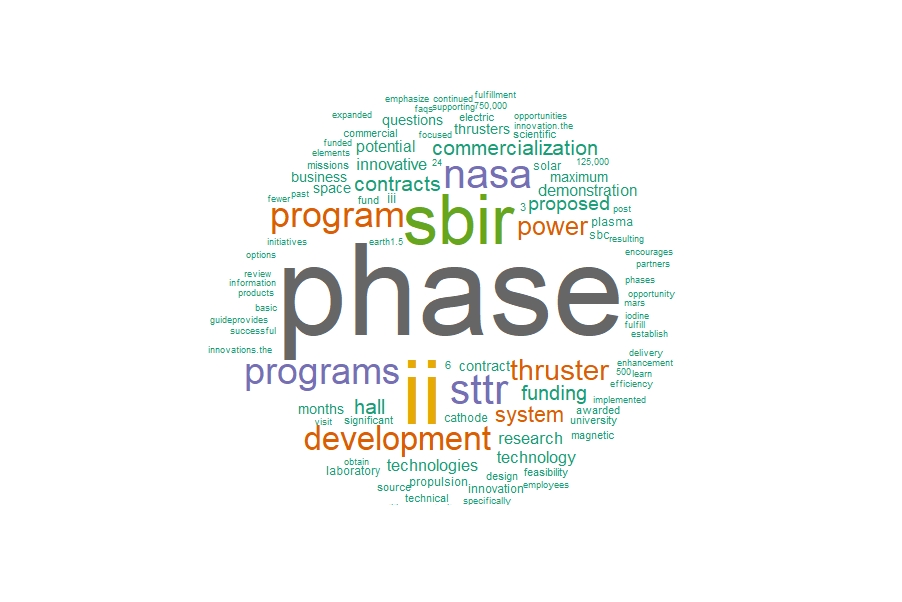 fulfillment
emphasize continued
faqs supporting 750,000
expanded
electric
opportunities
questions
innovation.the
commercial
focused
thrusters
scientific
funded
potential
commercialization
elements
missions
innovative
24
nasa
solar
125,000
business
contracts
maximum
space
demonstration
fewer
past
fund
iii
program
sbir
3
proposed
post
power
plasma
sbc
resulting
initiatives
earth1.5
options
encourages
partners
review
information
phase
phases
products
opportunity
mars
basic
iodine
guideprovides
fulfill
successful
establish
innovations.the
delivery
programs
ii
6
contract
thruster
enhancement
500
learn
sttr
funding
efficiency
implemented
months
hall
visit
significant
cathode
system
awarded
university
development
research
magnetic
technology
obtain
laboratory
technologies
design
feasibility
source
propulsion
innovation
employees
technical
specifically